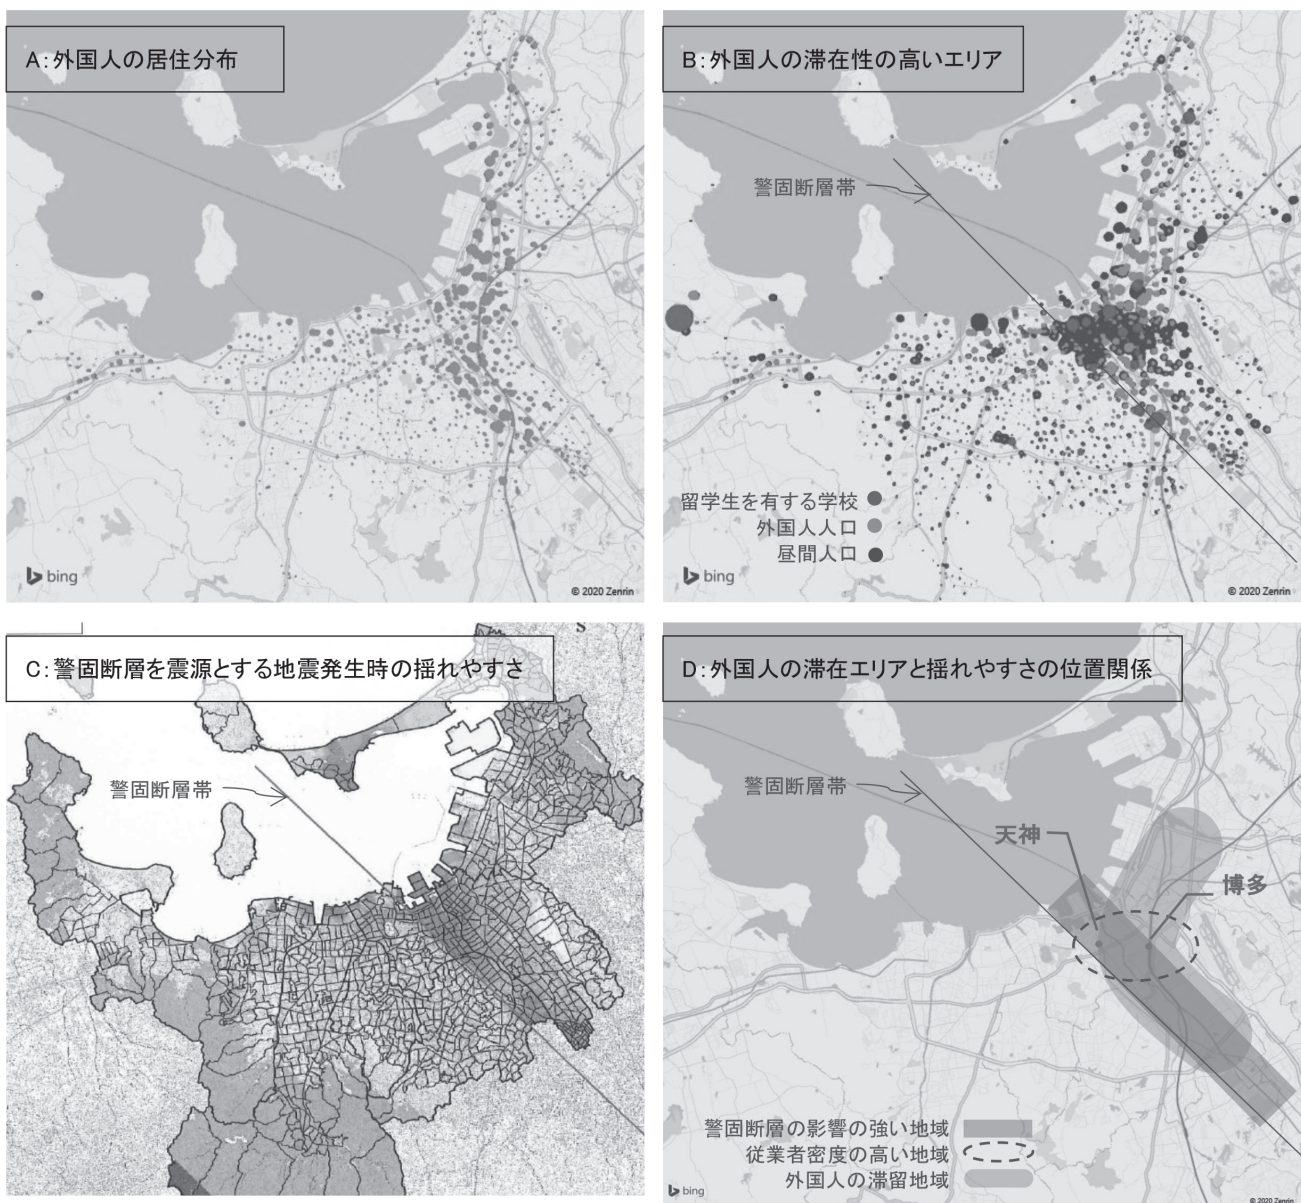 A：外国人の居住分布
bing
© 2020 Zenrin
B：外国人の滞在性の高いエリア
警固断層帯
留学生を有する学校
外国人人口
昼間人口
bing
© 2020 Zenrin
S
C：警固断層を震源とする地震発生時の揺れやすさ
警固断層帯
D：外国人の滞在エリアと揺れやすさの位置関係
警固断層帯
天神
博多
警固断層の影響の強い地域
従業者密度の高い地域
外国人の滞留地域
bing
© 2020 Zenrin